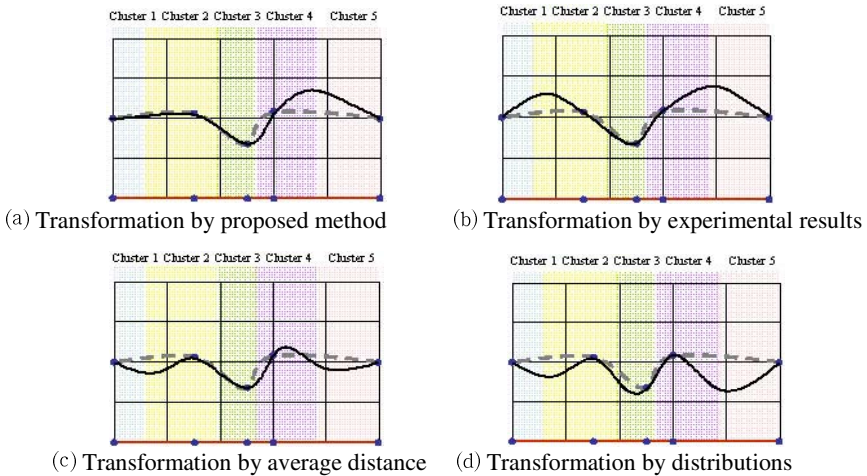 Cluster 1 Cluster 2 Cluster 3 Cluster 4 Cluster 5
Cluster 1 Cluster 2 Cluster 3 Cluster 4 Cluster 5
(a) Transformation by proposed method
(b) Transformation by experimental results
Cluster 1 Cluster 2 Cluster 3 Cluster 4 Cluster 5
Cluster 1 Cluster 2 Cluster 3 Cluster 4 Cluster 5
(c) Transformation by average distance
(d) Transformation by distributions